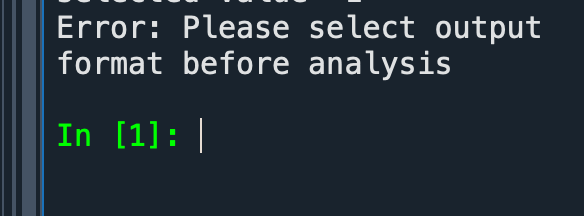 Error: Please select output
format before analysis
In [1]: